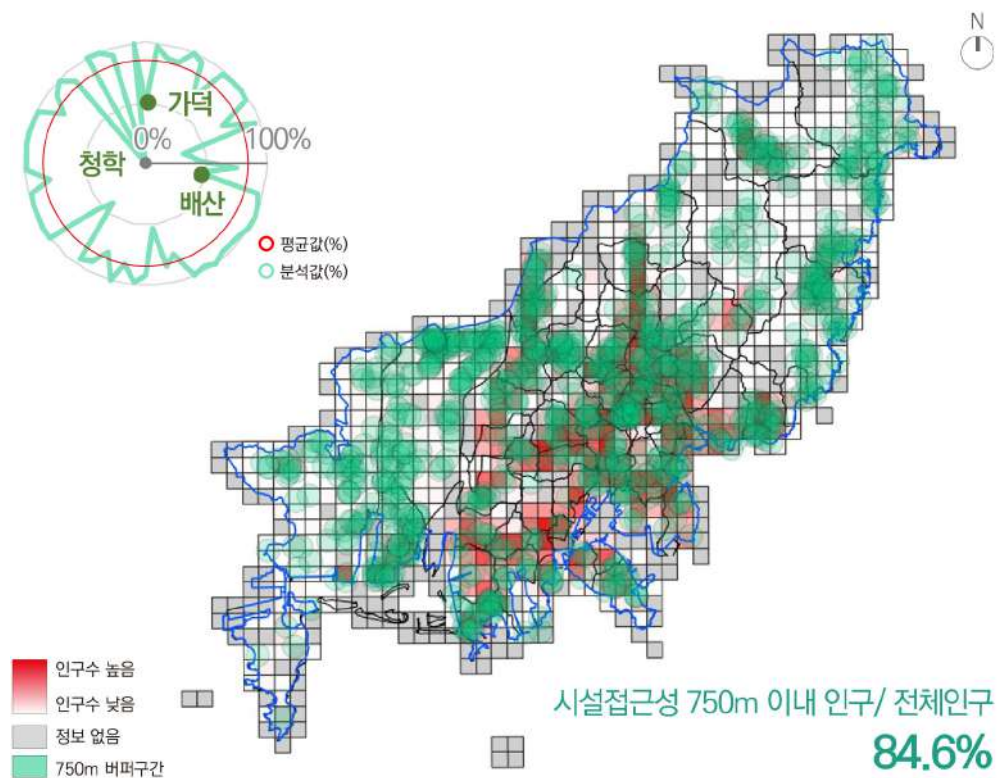 N
가덕
0% 100%
청학
배산
평균값(%)
분석값(%)
인구수 높음
인구수 낮음
정보 없음
750m 버퍼구간
시설접근성 750m 이내 인구/ 전체인구
84.6%